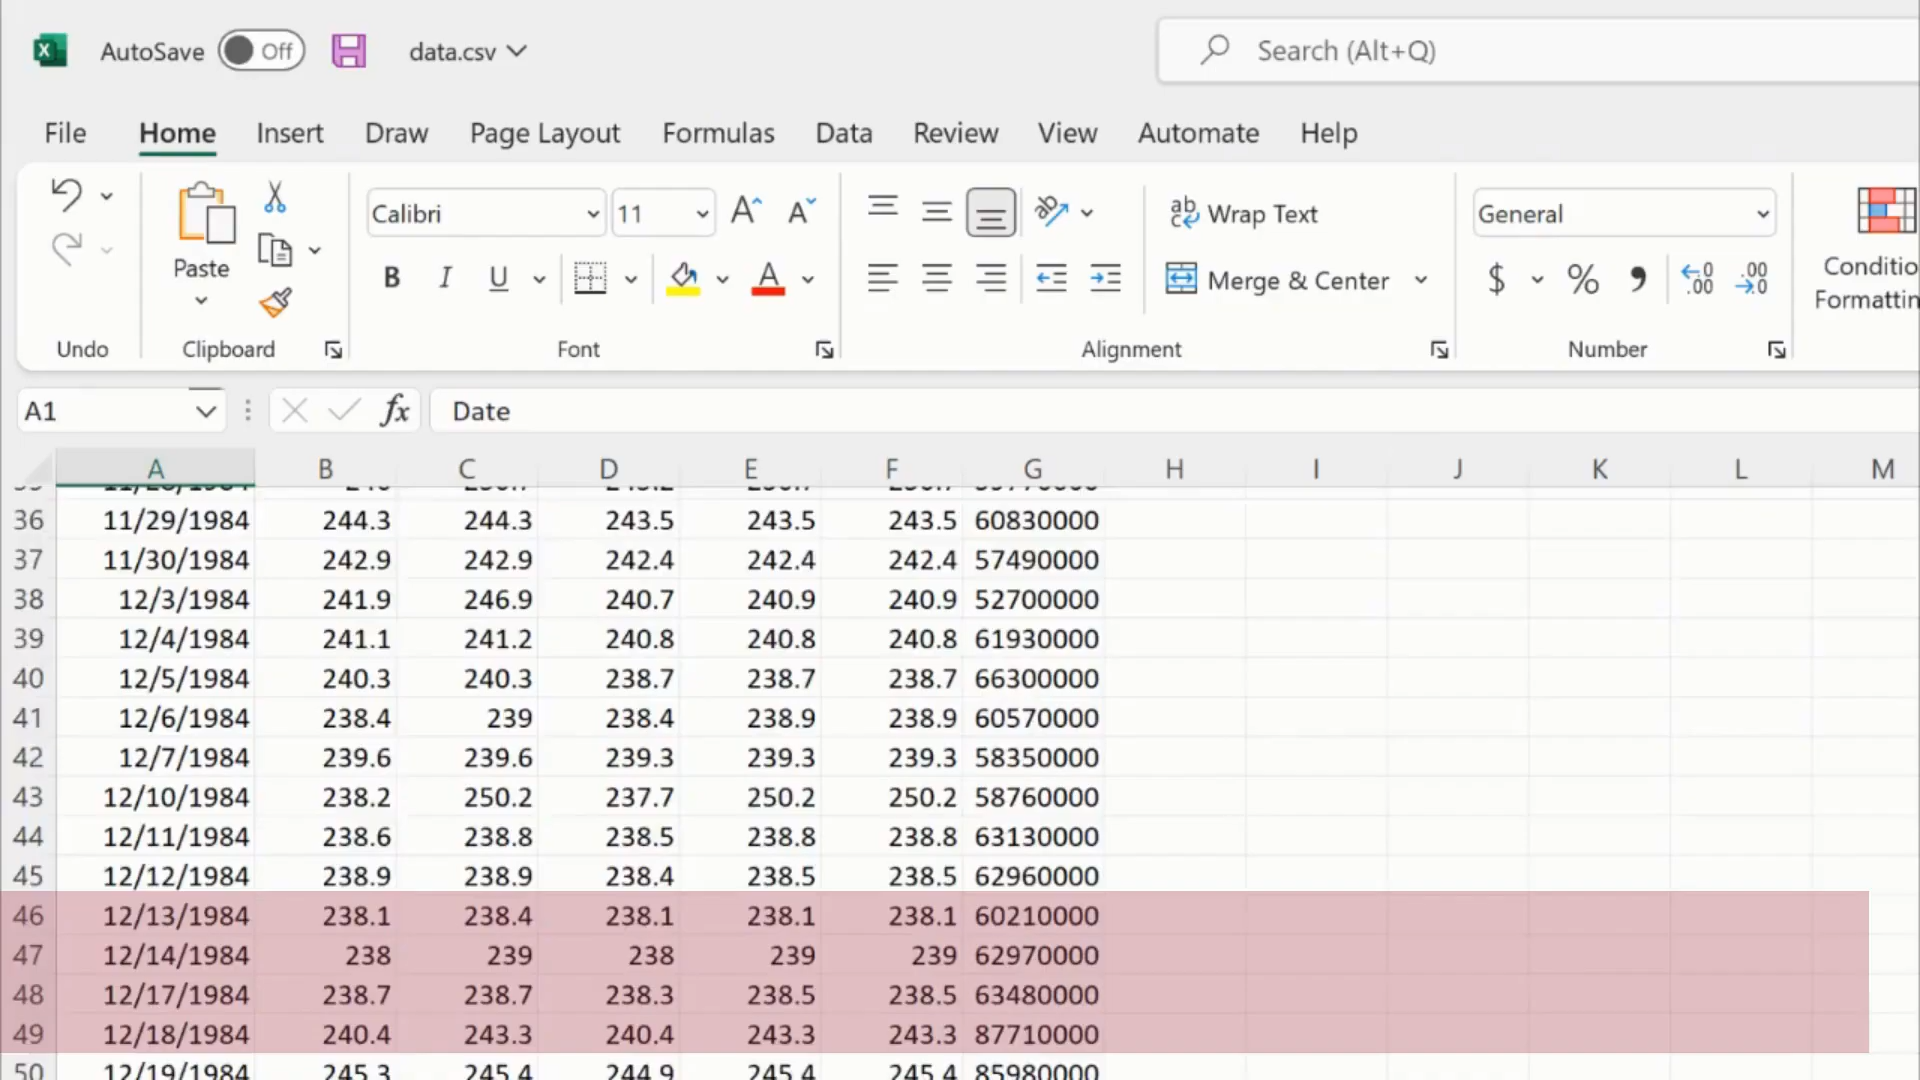 AutoSave Off data.csv Search (Alt+Q)
File Home Insert Draw Page Layout Formulas Data Review View Automate Help
Calibri 11 Wrap Text General
Paste B I U Merge & Center $ % Conditio
Formattin
Undo Clipboard Font Alignment Number
A1 fx Date
A B C D E F G H I J K L M
36 11/29/1984 244.3 244.3 243.5 243.5 243.5 60830000
37 11/30/1984 242.9 242.9 242.4 242.4 242.4 57490000
38 12/3/1984 241.9 246.9 240.7 240.9 240.9 52700000
39 12/4/1984 241.1 241.2 240.8 240.8 240.8 61930000
40 12/5/1984 240.3 240.3 238.7 238.7 238.7 66300000
41 12/6/1984 238.4 239 238.4 238.9 238.9 60570000
42 12/7/1984 239.6 239.6 239.3 239.3 239.3 58350000
43 12/10/1984 238.2 250.2 237.7 250.2 250.2 58760000
44 12/11/1984 238.6 238.8 238.5 238.8 238.8 63130000
45 12/12/1984 238.9 238.9 238.4 238.5 238.5 62960000
46 12/13/1984 238.1 238.4 238.1 238.1 238.1 60210000
47 12/14/1984 238 239 238 239 239 62970000
48 12/17/1984 238.7 238.7 238.3 238.5 238.5 63480000
49 12/18/1984 240.4 243.3 240.4 243.3 243.3 87710000
50 12/19/1984 245.3 245.4 244.9 245.4 245.4 85980000